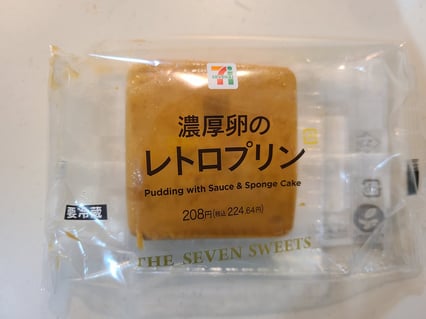 濃厚卵の
レトロプリン
Pudding with Sauce & Sponge Cake
要冷蔵
208円(税込224.64円)
THE SEVEN SWEETS